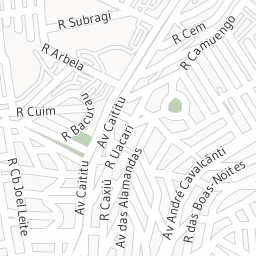 R Subragi
R Cem
R Camuengo
R Arbela
R Cuim
R Bacurau
Av Caititu
R Uacari
Av Caititu
R Caxiú
Av das Alamandas
Av André Cavalcânti
R das Boas-Noites
R Cb Joel Leite